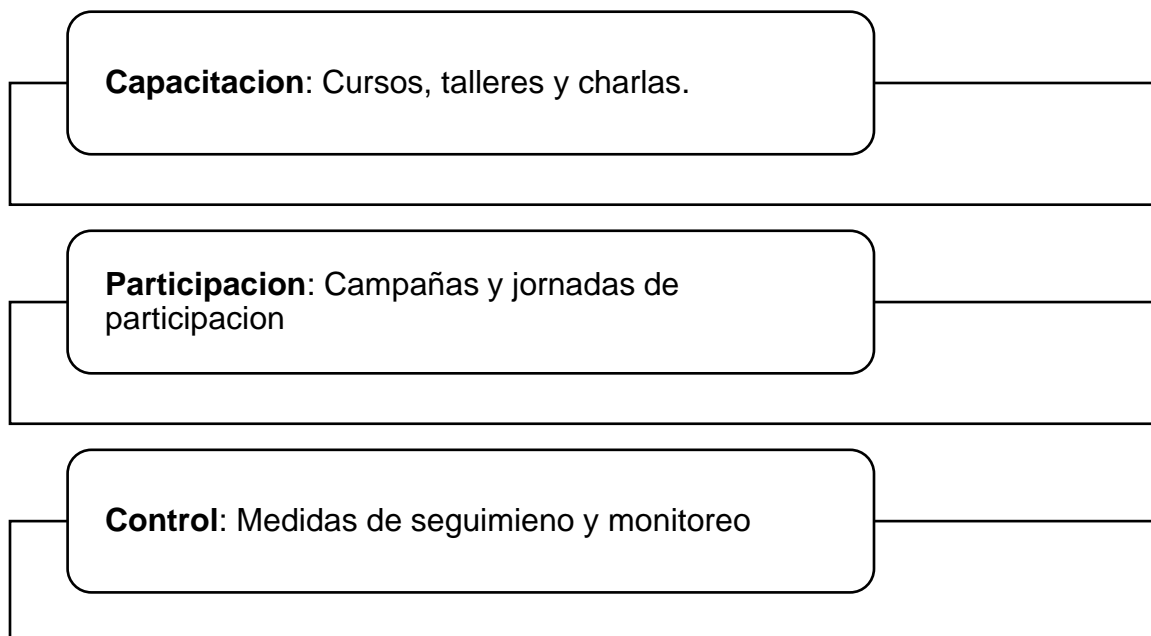 Capacitacion: Cursos, talleres y charlas.
Participacion: Campañas y jornadas de
participacion
Control: Medidas de seguimieno y monitoreo